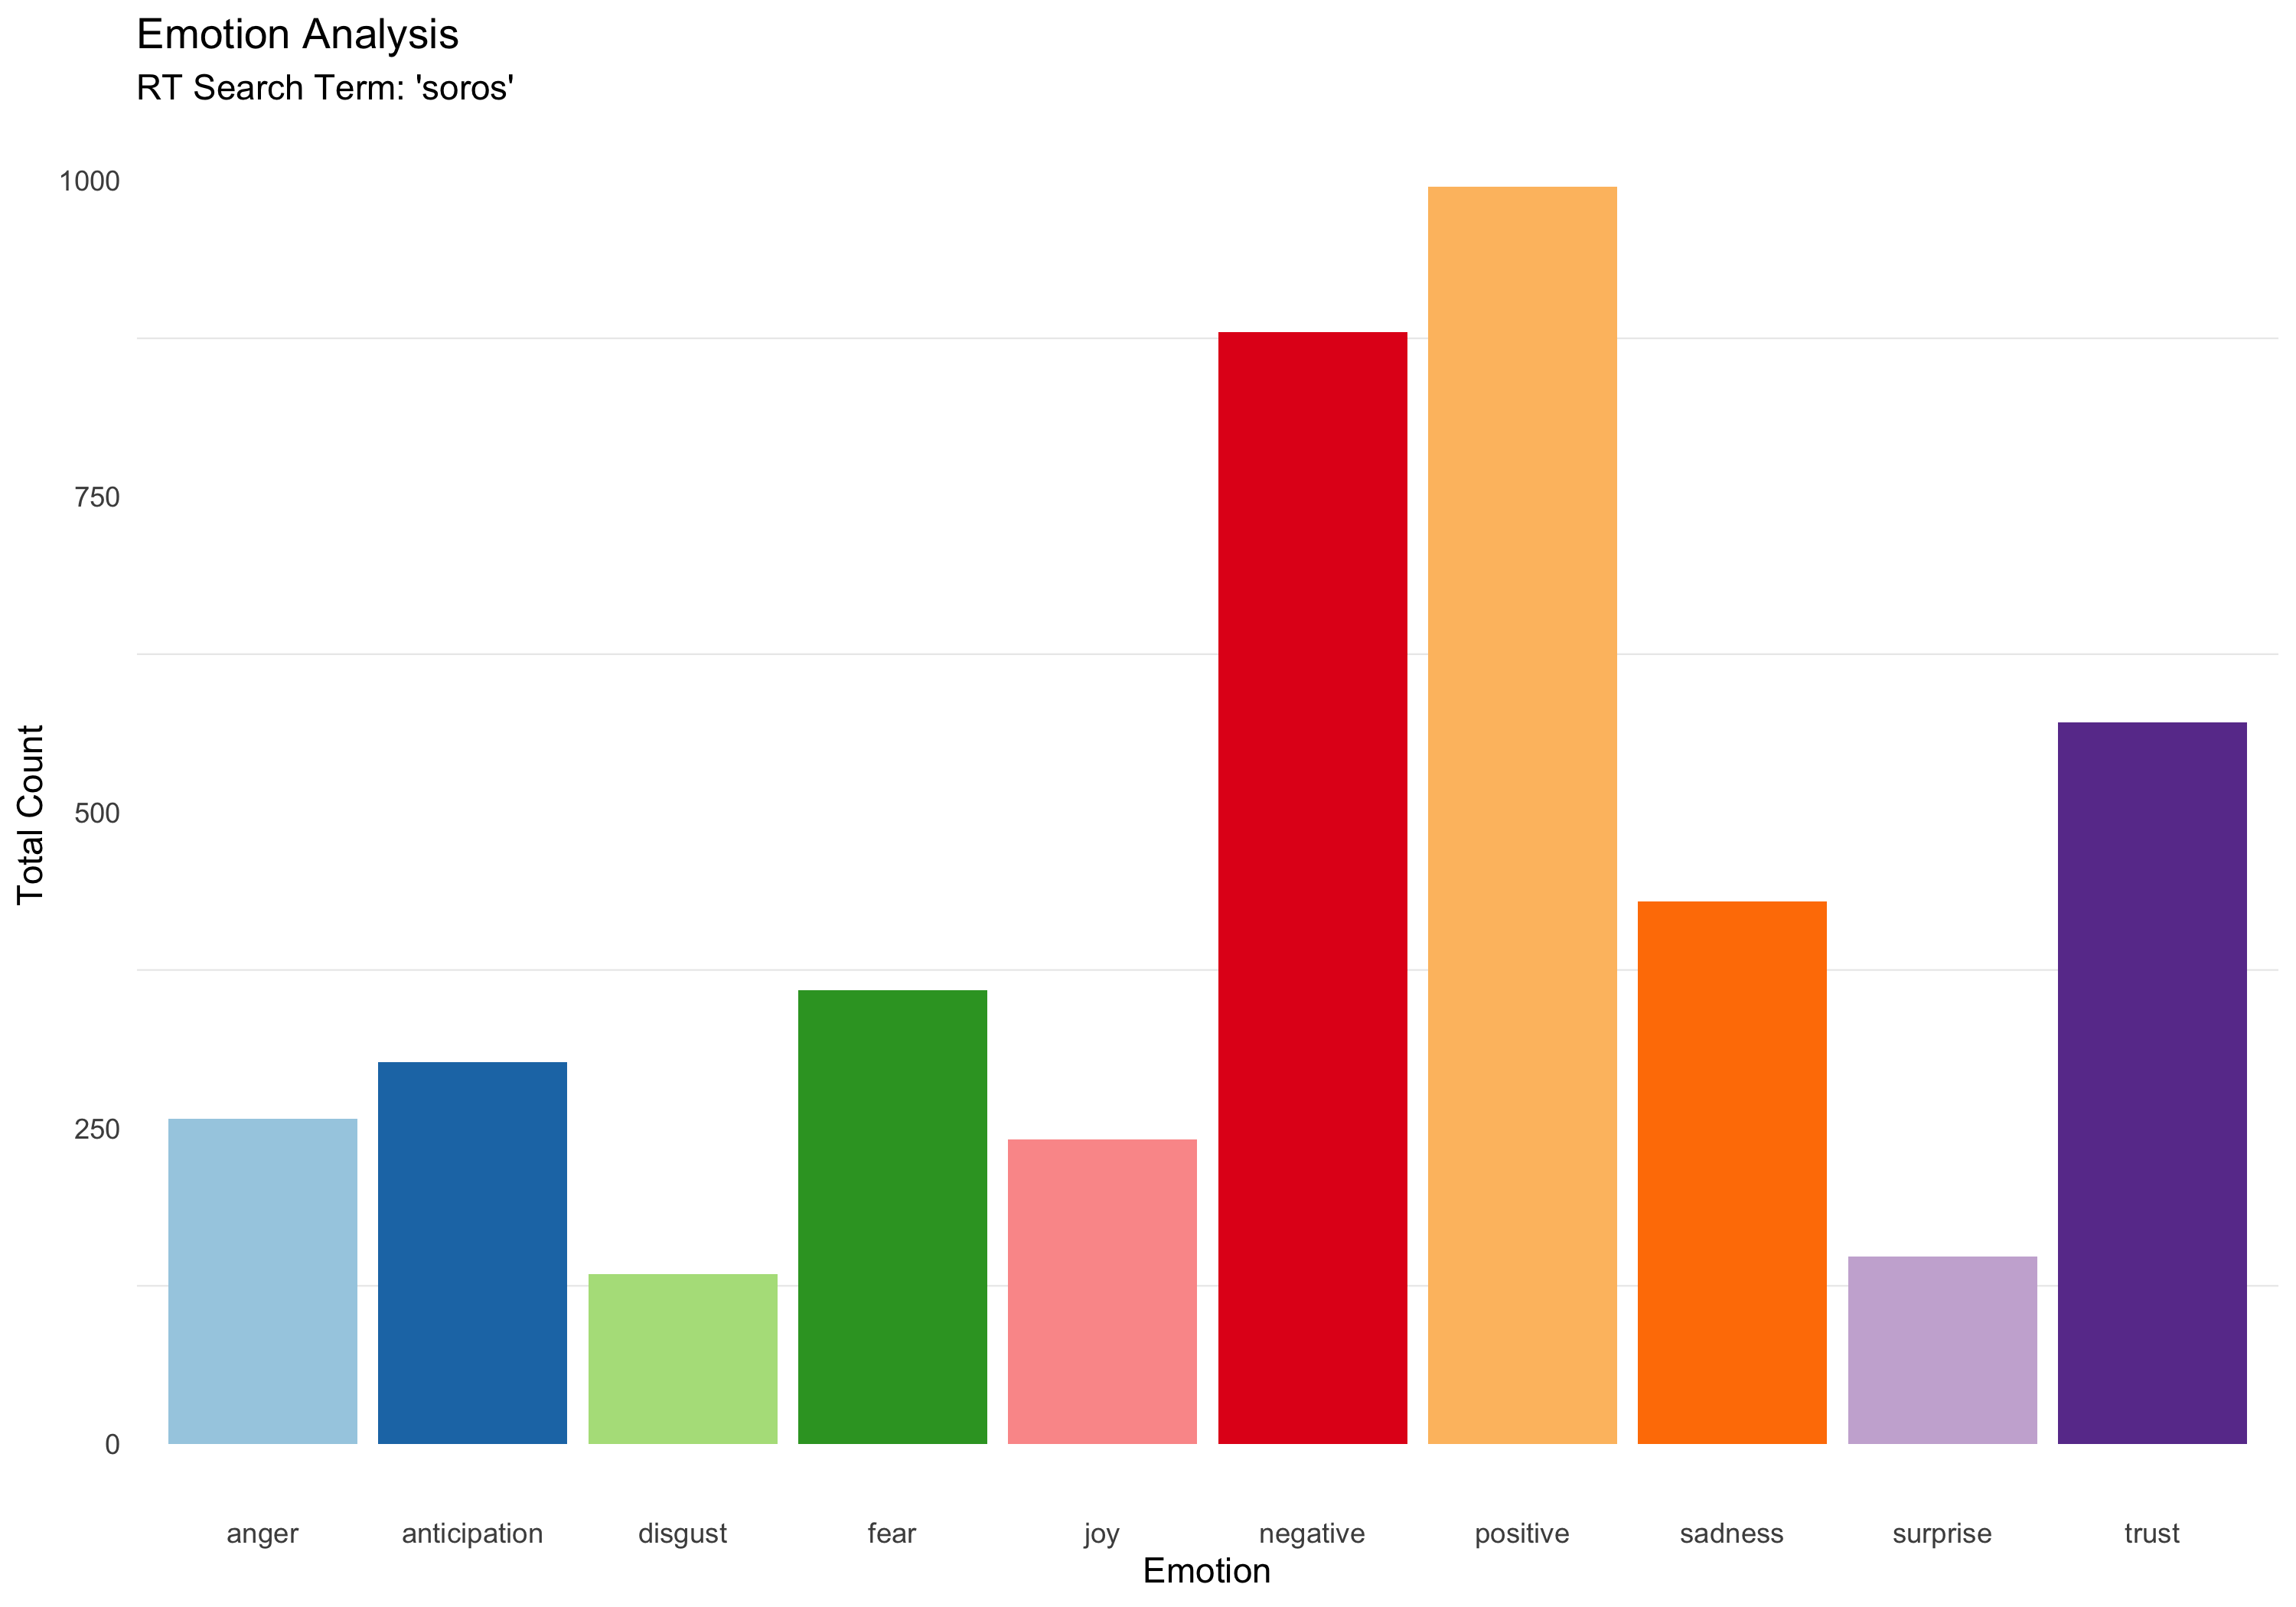 Emotion Analysis
RT Search Term: 'soros'
1000
750
500
250
0
Total Count
anger anticipation disgust fear joy negative positive sadness surprise trust
Emotion